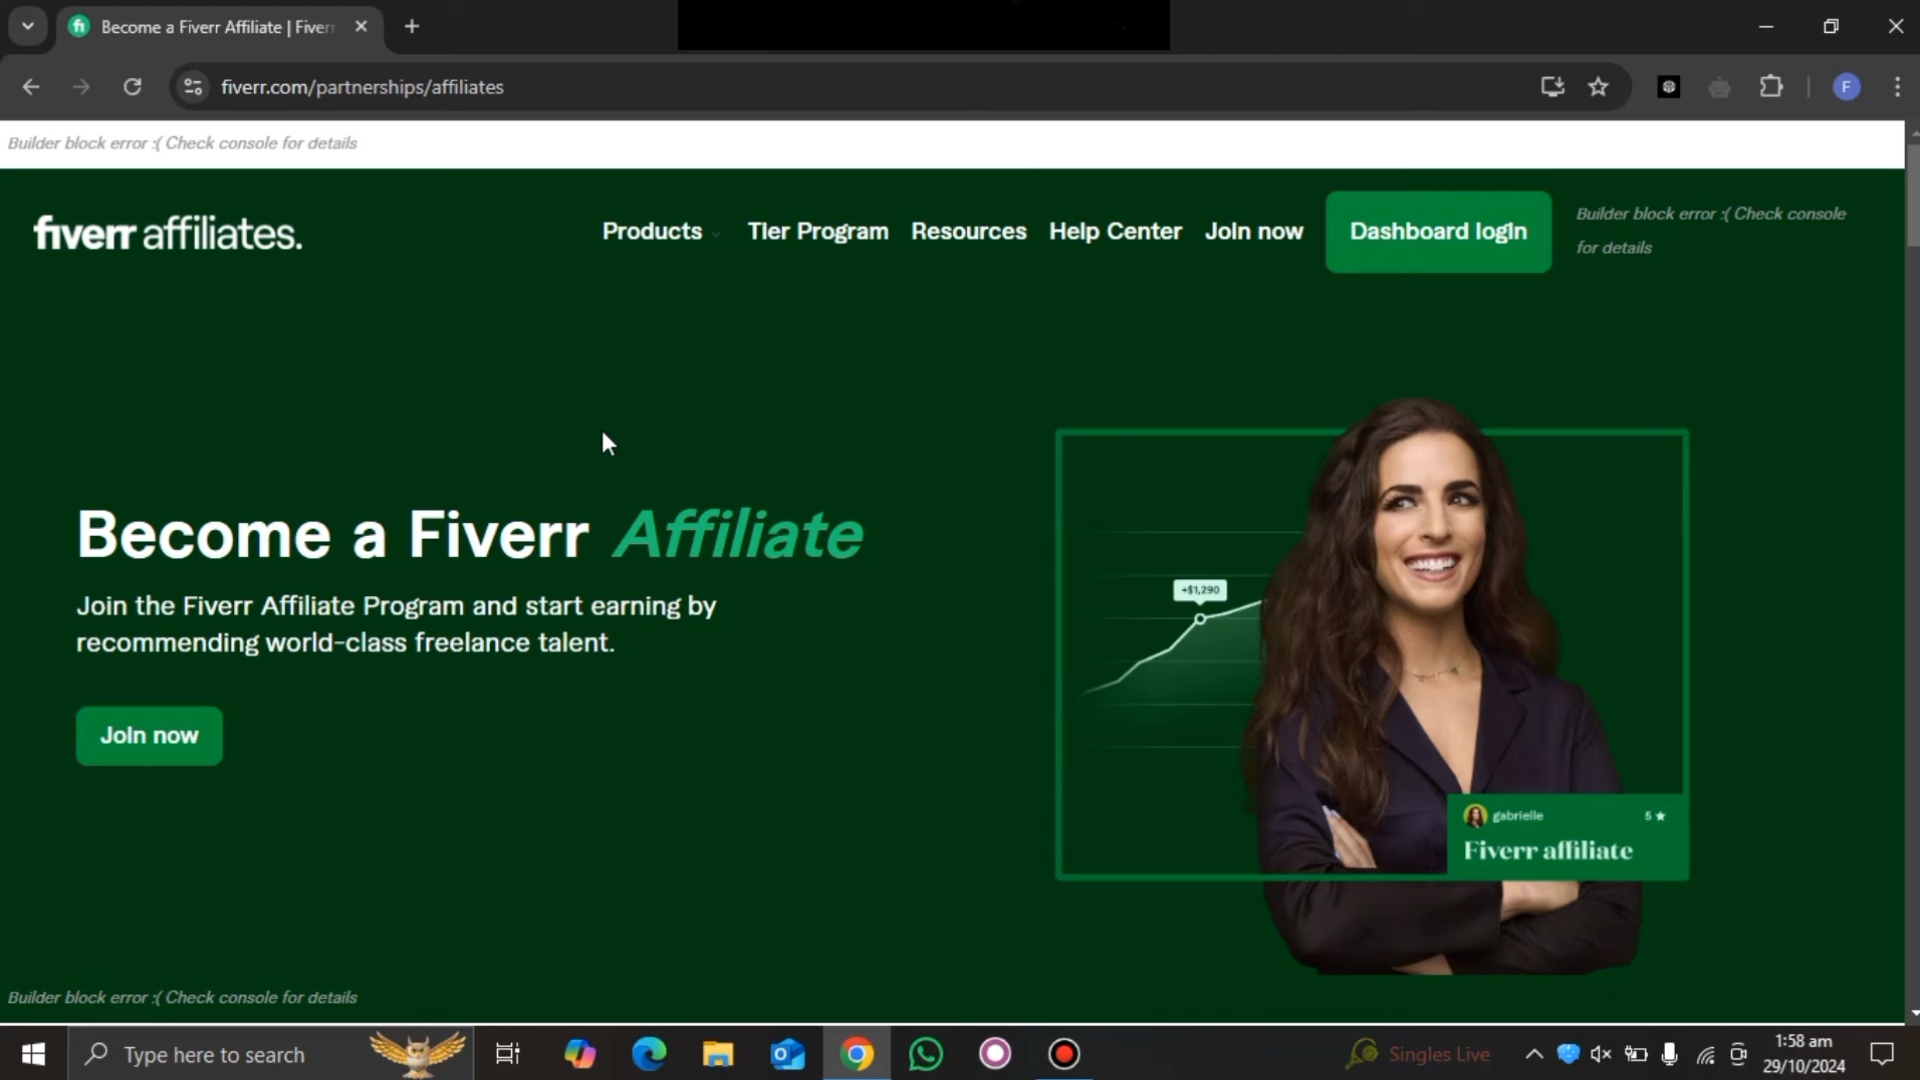 Become a Fiverr Affiliate | Fiverr
fiverr.com/partnerships/affiliates
F
Builder block error :( Check console for details
fiverr affiliates.
Products
Tier Program
Resources
Help Center
Join now
Dashboard login
Builder block error :( Check console
for details
Become a Fiverr Affiliate
Join the Fiverr Affiliate Program and start earning by
recommending world-class freelance talent.
Join now
+$1,290
gabrielle
5 ★
Fiverr affiliate
Builder block error :( Check console for details
Type here to search
Singles Live
1:58 am
29/10/2024